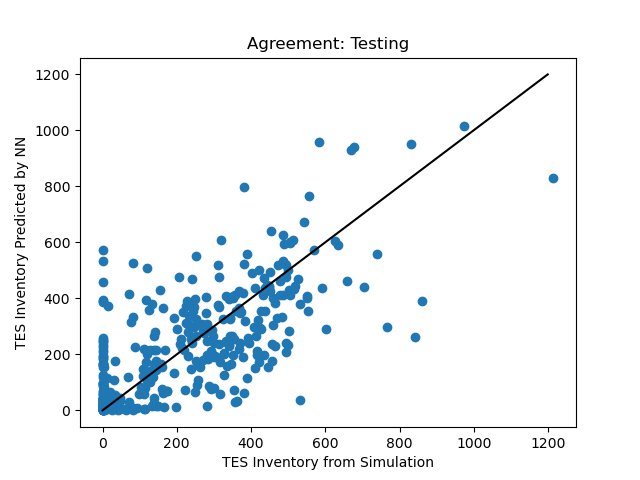 Agreement: Testing
1200
1000
800
600
400
200
0
TES Inventory Predicted by NN
0 200 400 600 800 1000 1200
TES Inventory from Simulation